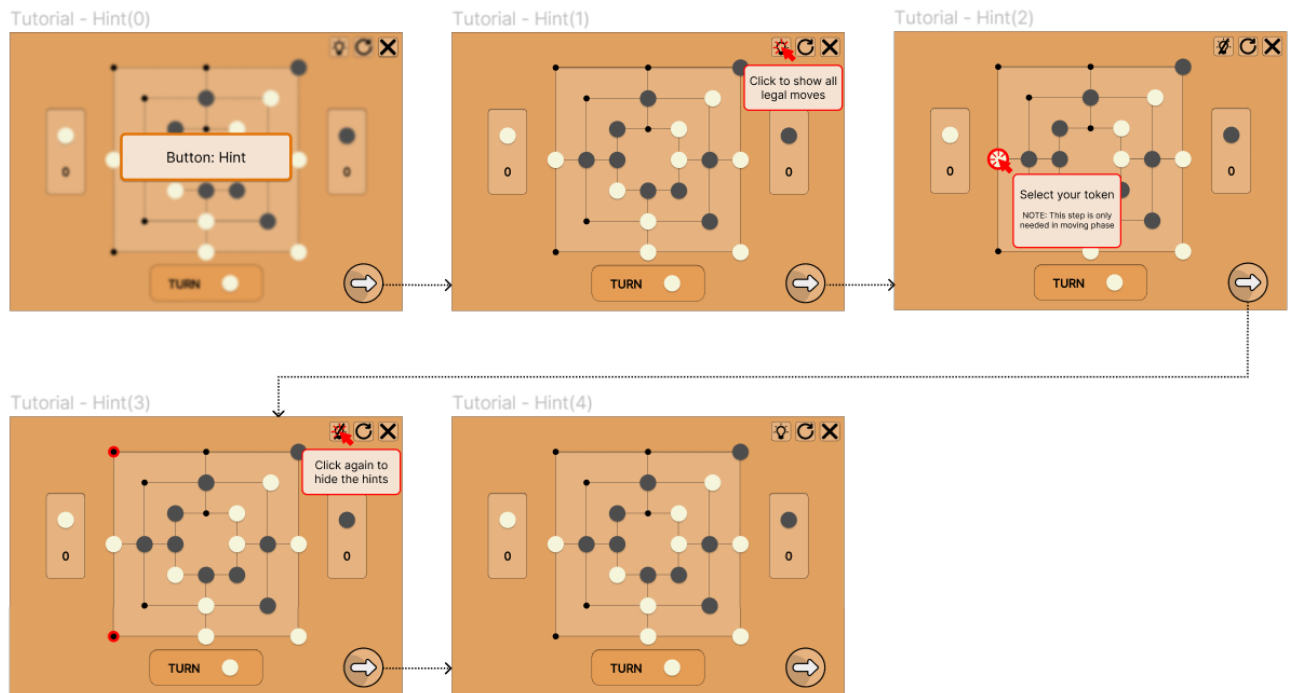 Tutorial - Hint(0)
Button: Hint
0
0
TURN
Tutorial - Hint(1)
Click to show all
legal moves
0
0
TURN
Tutorial - Hint(2)
0
0
Select your token
NOTE: This step is only
needed in moving phase
TURN
Tutorial - Hint(3)
Click again to
hide the hints
0
0
TURN
Tutorial - Hint(4)
0
0
TURN